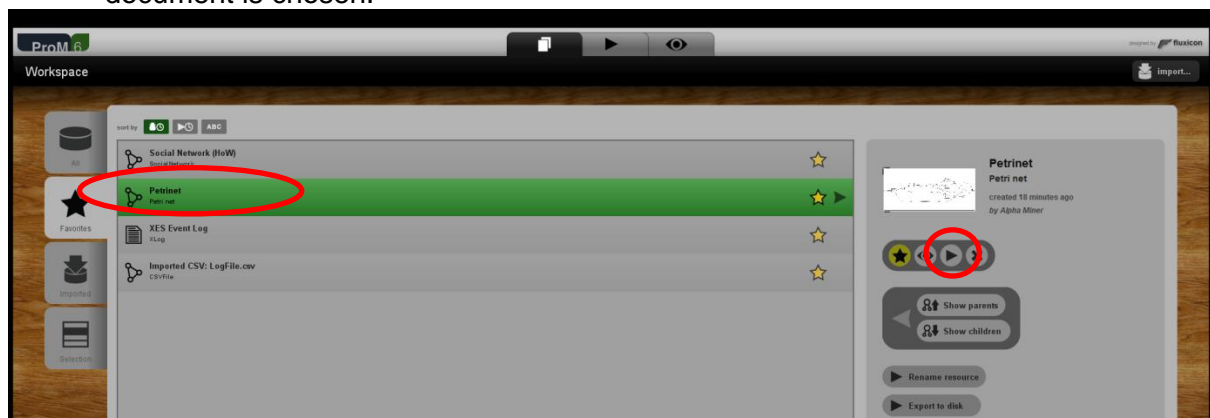 document is chosen.
ProM 6
designed by fluxicon
Workspace
import...
sort by
ABC
All
Favorites
Imported
Selection
Social Network (HoW)
Social Network
Petrinet
Petri net
XES Event Log
XLog
Imported CSV: LogFile.csv
CSVFile
Petrinet
Petri net
created 18 minutes ago
by Alpha Miner
Show parents
Show children
Rename resource
Export to disk